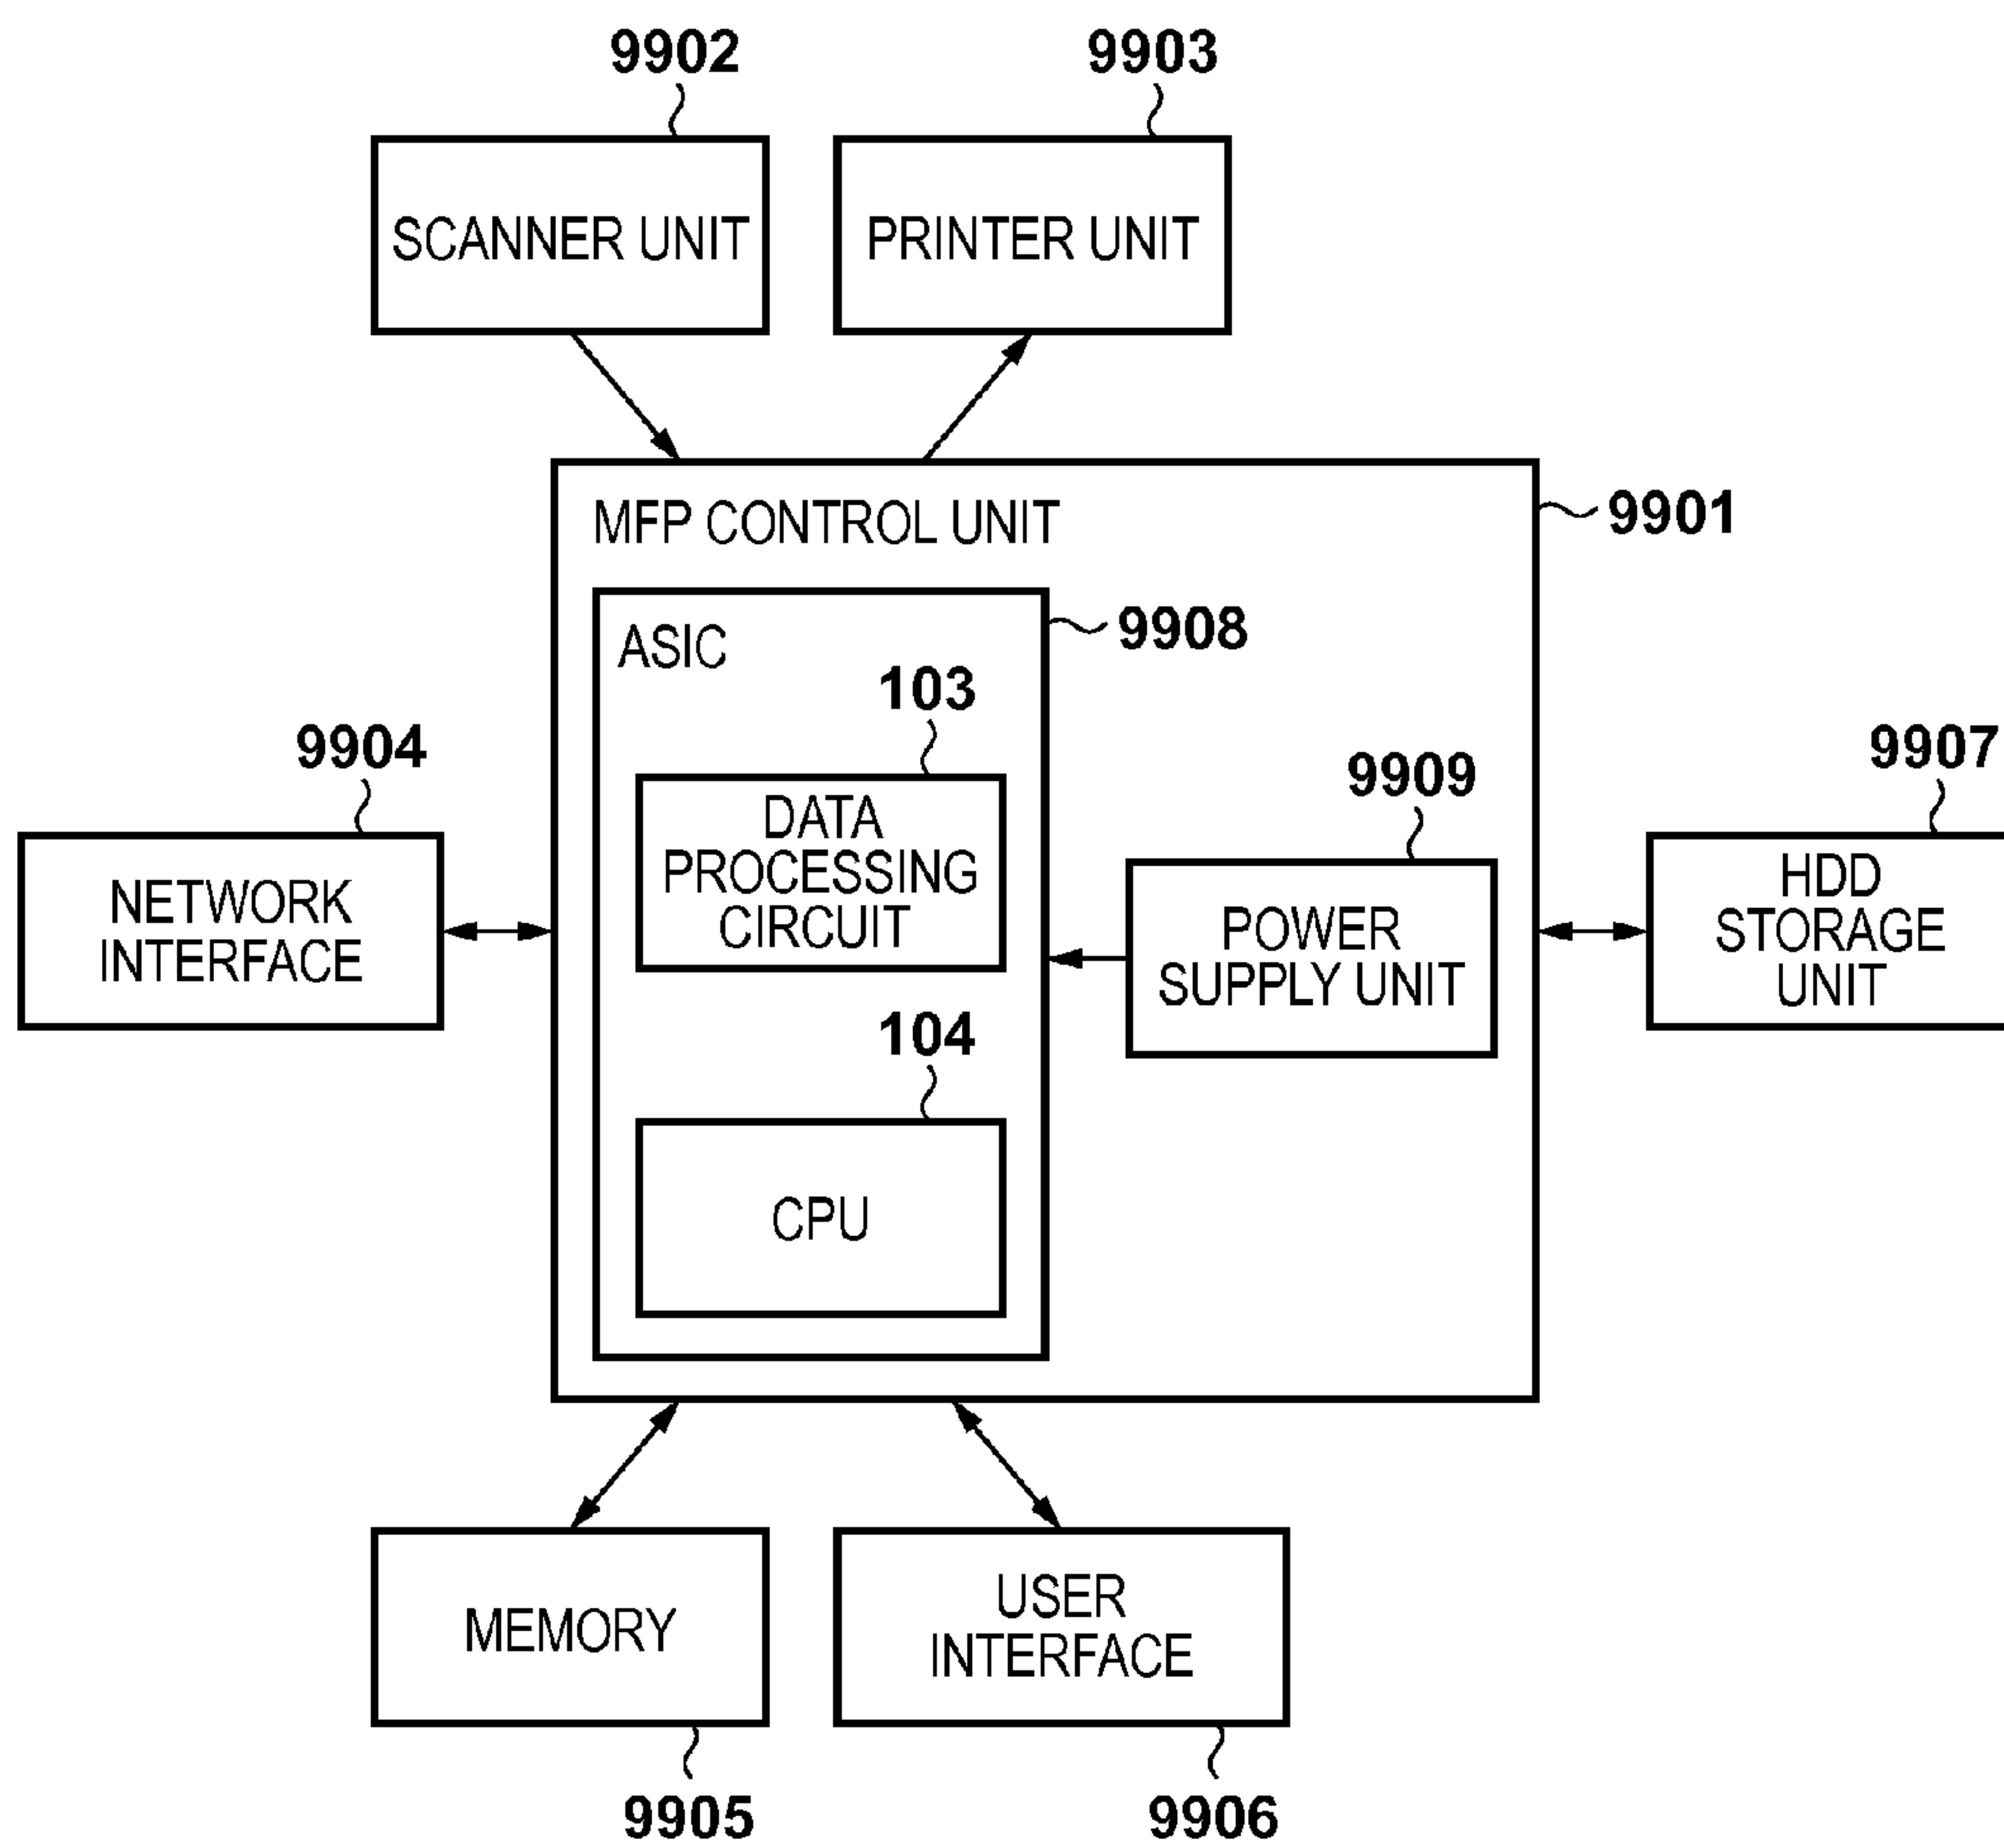 9902
9903
SCANNER UNIT
PRINTER UNIT
MFP CONTROL UNIT
9901
ASIC
9908
103
DATA
PROCESSING
CIRCUIT
9904
NETWORK
INTERFACE
9909
POWER
SUPPLY UNIT
9907
HDD
STORAGE
UNIT
104
CPU
MEMORY
USER
INTERFACE
9905
9906